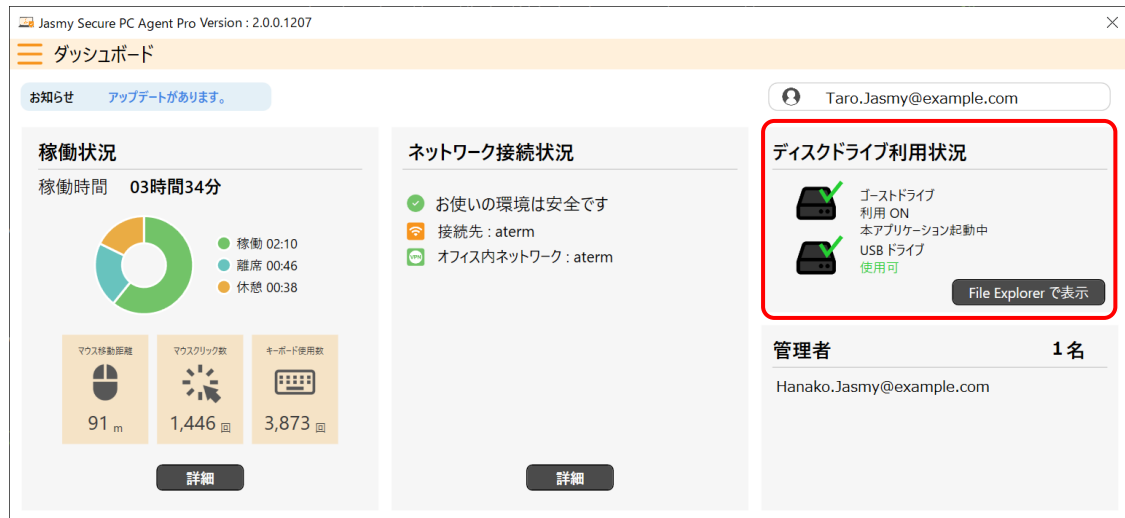 Jasmy Secure PC Agent Pro Version : 2.0.0.1207
ダッシュボード
お知らせ アップデートがあります。
Taro.Jasmy@example.com
稼働状況
稼働時間 03時間34分
稼働 02:10
離席 00:46
休憩 00:38
マウス移動距離
91 m
マウスクリック数
1,446 回
キーボード使用数
3,873 回
詳細
ネットワーク接続状況
お使いの環境は安全です
接続先 : aterm
VPN オフィス内ネットワーク : aterm
詳細
ディスクドライブ利用状況
ゴーストドライブ
利用 ON
本アプリケーション起動中
USB ドライブ
使用可
File Explorer で表示
管理者 1名
Hanako.Jasmy@example.com